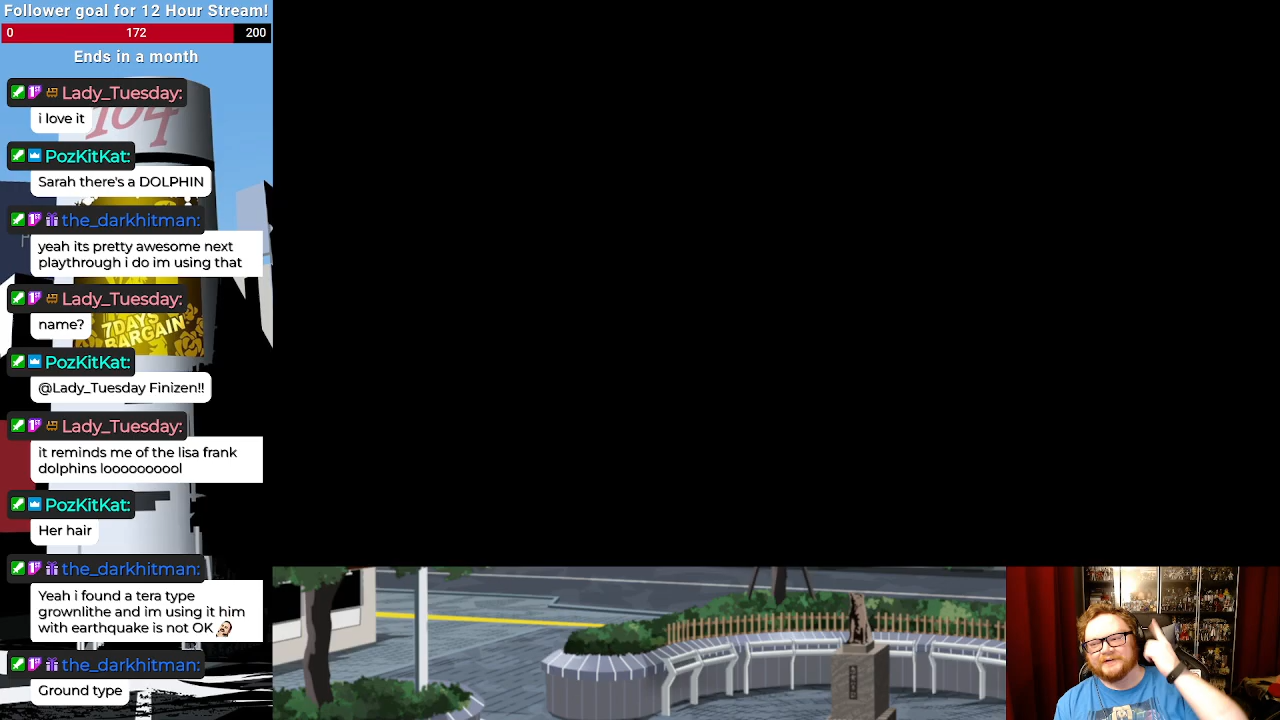 Follower goal for 12 Hour Stream!
0 172 200
Ends in a month
104
Lady_Tuesday:
i love it
PozKitKat:
Sarah there's a DOLPHIN
the_darkhitman:
yeah its pretty awesome next
playthrough i do im using that
Lady_Tuesday:
name?
7DAYS
BARGAIN
PozKitKat:
@Lady_Tuesday Finizen!!
Lady_Tuesday:
it reminds me of the lisa frank
dolphins loooooooool
PozKitKat:
Her hair
the_darkhitman:
Yeah i found a tera type
grownlithe and im using it him
with earthquake is not OK
the_darkhitman:
Ground type